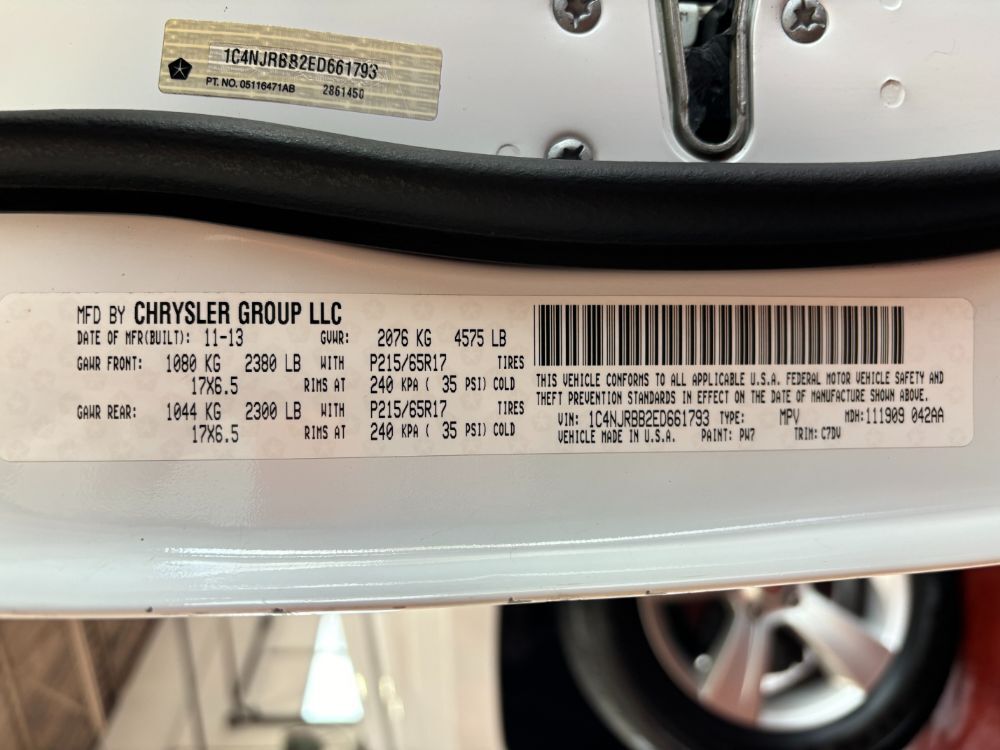 1C4NJRBB2ED661793
PT. NO. 05116471AB 2861450
MFD BY CHRYSLER GROUP LLC
DATE OF MFR(BUILT): 11-13 GVWR: 2076 KG 4575 LB
GAWR FRONT: 1080 KG 2380 LB WITH P215/65R17 TIRES
17X6.5 RIMS AT 240 KPA ( 35 PSI) COLD
GAWR REAR: 1044 KG 2300 LB WITH P215/65R17 TIRES
17X6.5 RIMS AT 240 KPA ( 35 PSI) COLD
THIS VEHICLE CONFORMS TO ALL APPLICABLE U.S.A. FEDERAL MOTOR VEHICLE SAFETY AND
THEFT PREVENTION STANDARDS IN EFFECT ON THE DATE OF MANUFACTURE SHOWN ABOVE.
VIN: 1C4NJRBB2ED661793 TYPE: MPV MDH:111909 042AA
VEHICLE MADE IN U.S.A. PAINT: PW7 TRIM: C7DV